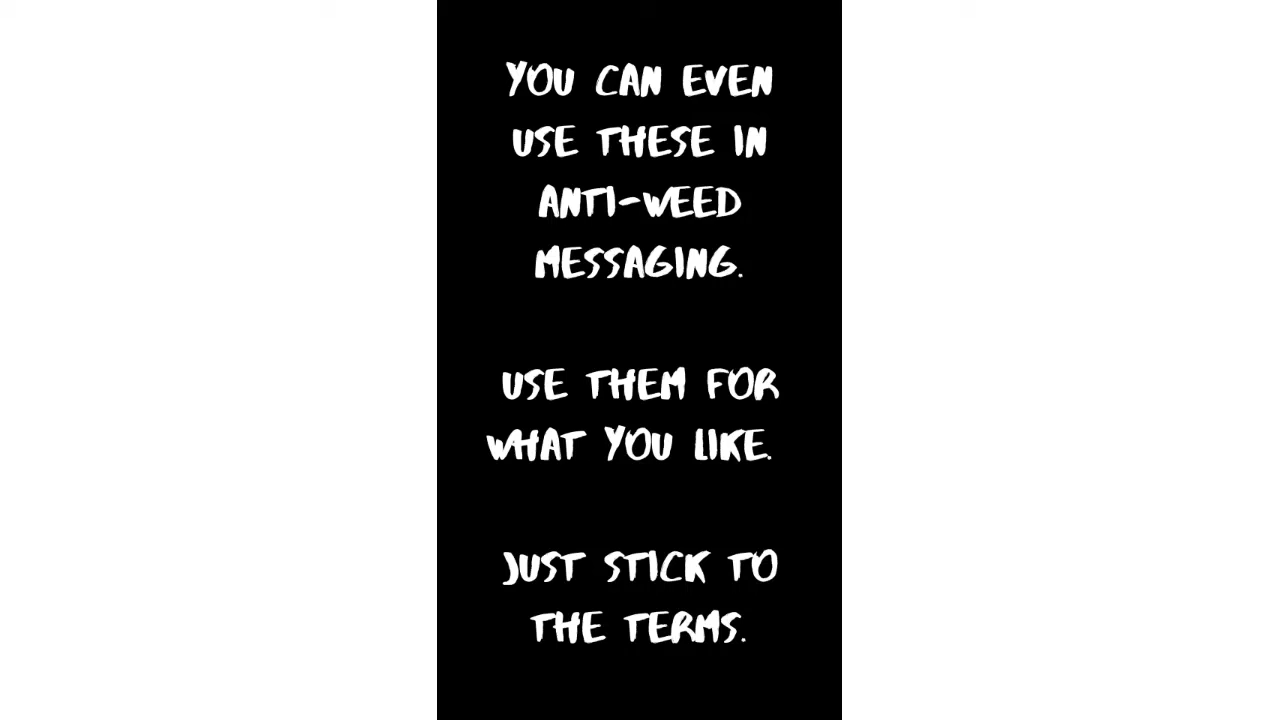 YOU CAN EVEN
USE THESE IN
ANTI-WEED
MESSAGING.
USE THEM FOR
WHAT YOU LIKE.
JUST STICK TO
THE TERMS.